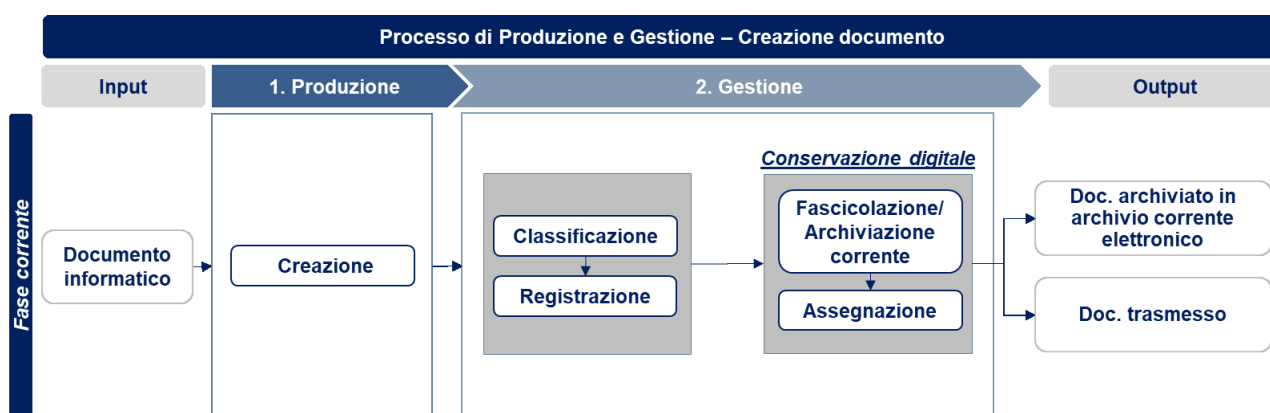 Processo di Produzione e Gestione – Creazione documento
Input
1. Produzione
2. Gestione
Output
Fase corrente
Documento
informatico
Creazione
Classificazione
Registrazione
Conservazione digitale
Fascicolazione/
Archiviazione
corrente
Assegnazione
Doc. archiviato in
archivio corrente
elettronico
Doc. trasmesso